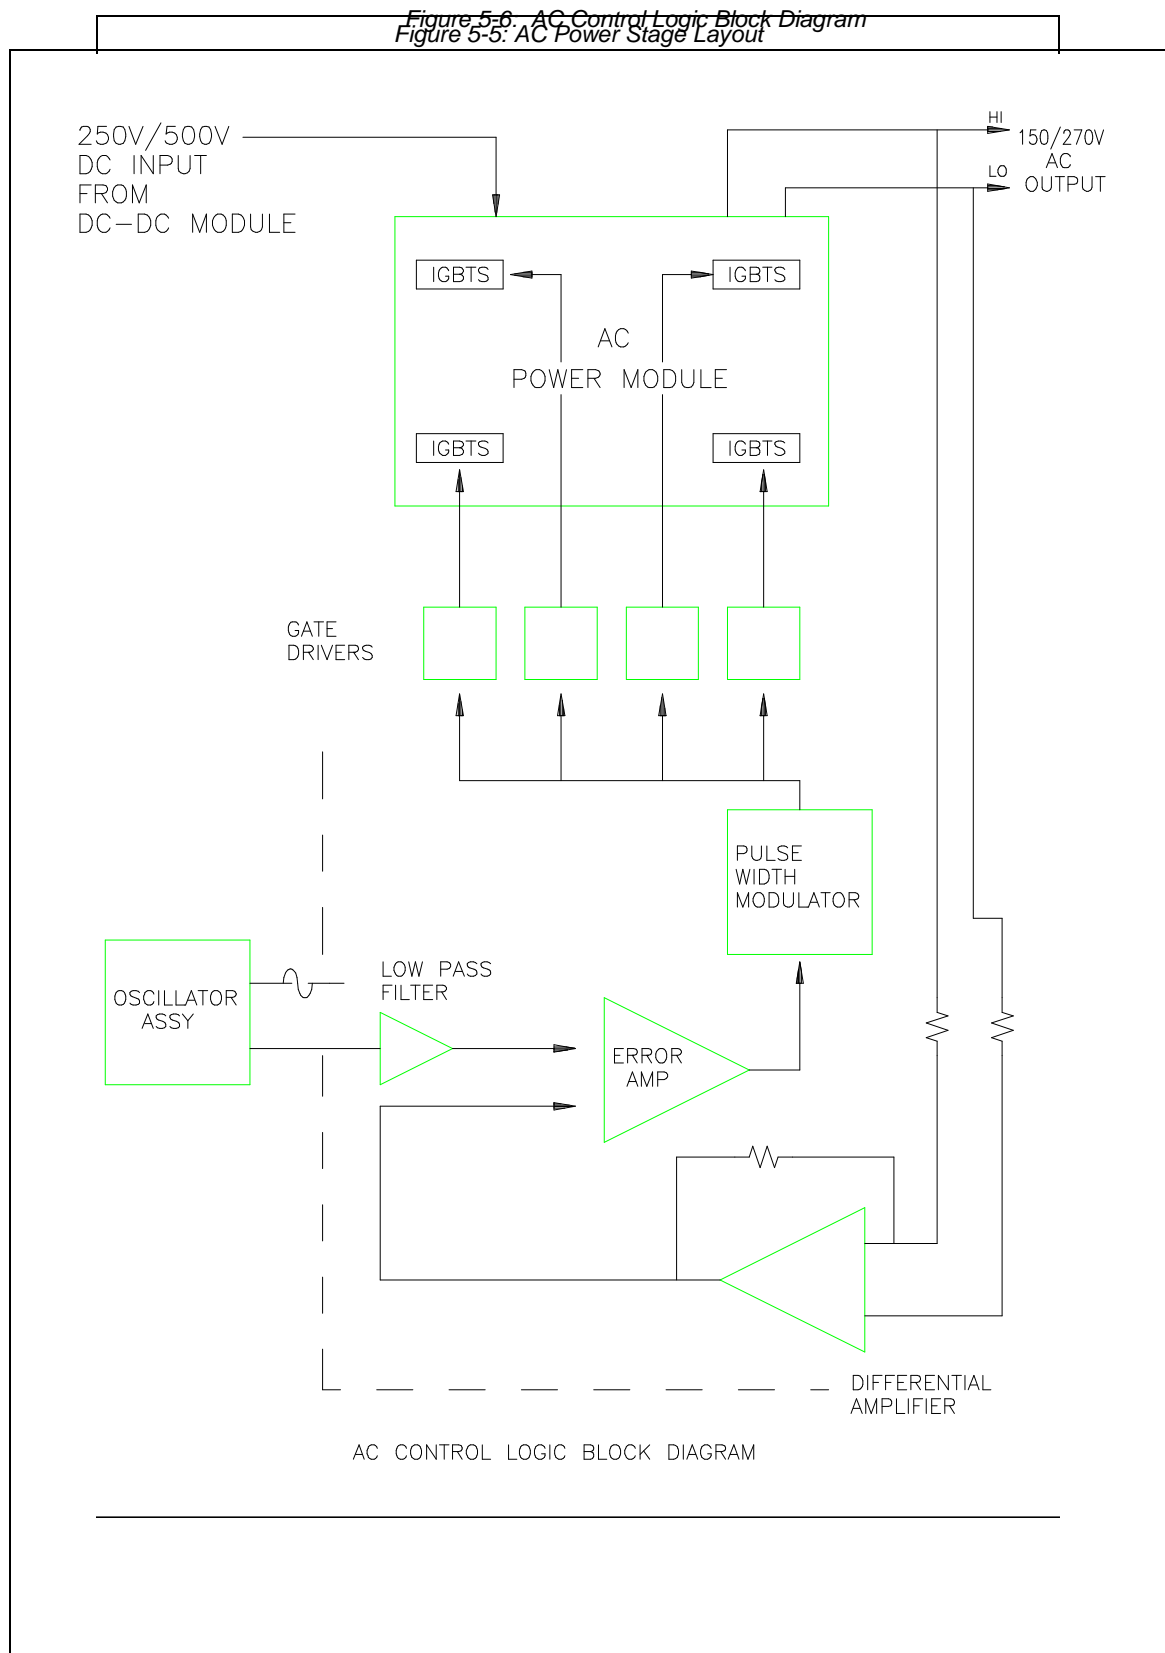 Figure 5-6:  AC Control Logic Block Diagram
Figure 5-5: AC Power Stage Layout
250V/500V
DC INPUT
FROM
DC-DC MODULE
HI
LO
150/270V
AC
OUTPUT
IGBTS
IGBTS
AC
POWER MODULE
IGBTS
IGBTS
GATE
DRIVERS
PULSE
WIDTH
MODULATOR
OSCILLATOR
ASSY
LOW PASS
FILTER
ERROR
AMP
DIFFERENTIAL
AMPLIFIER
AC CONTROL LOGIC BLOCK DIAGRAM